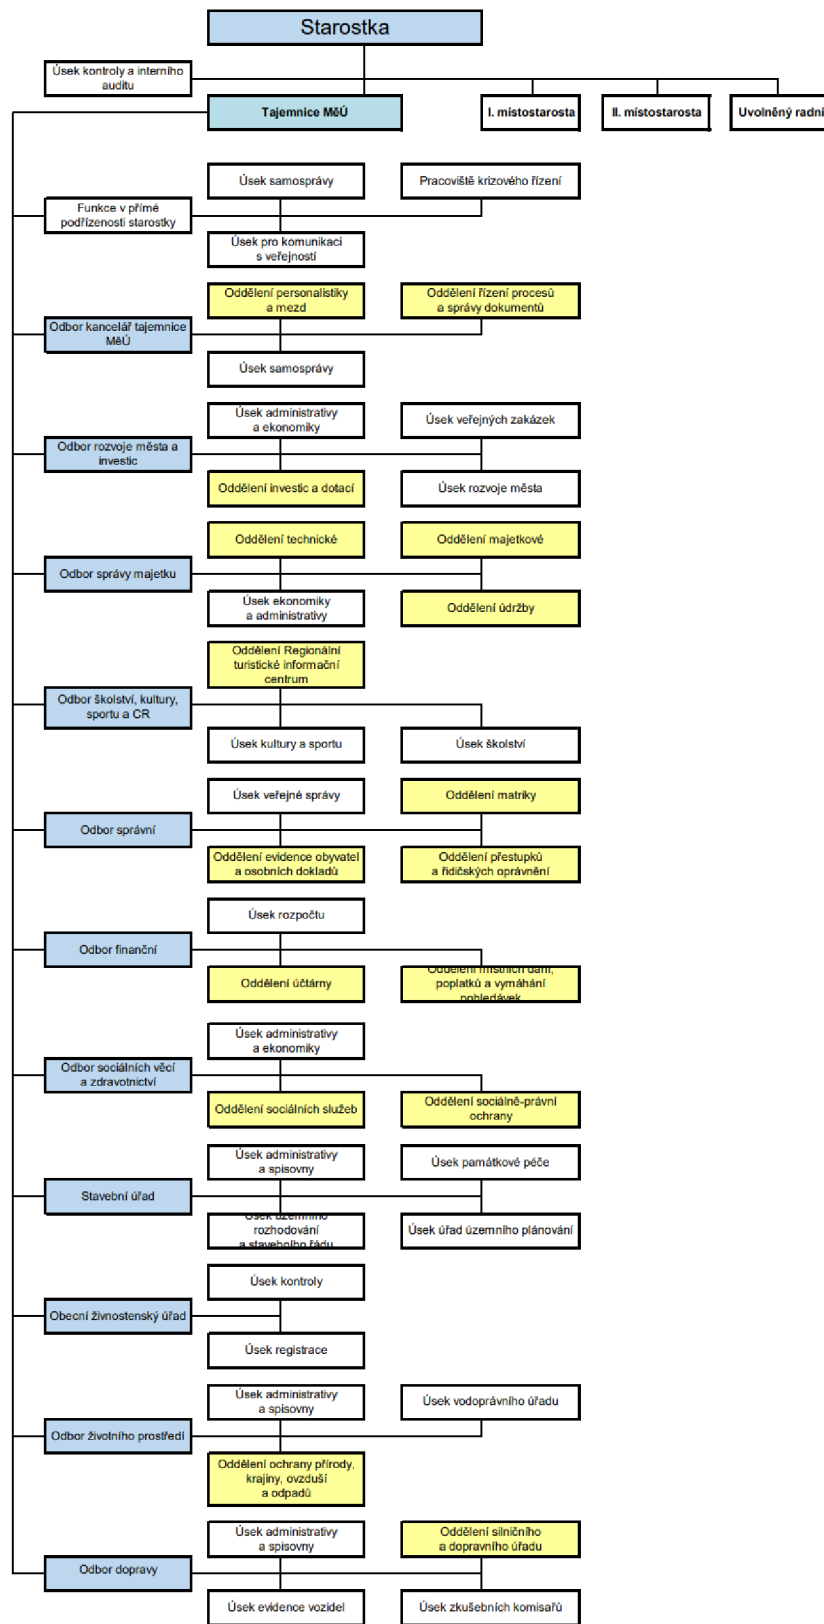 Starostka
Úsek kontroly a interního
auditu
Tajemnice MěÚ
I. místostarosta
II. místostarosta
Uvolněný radní
Úsek samosprávy
Pracoviště krizového řízení
Funkce v přímé
podřízenosti starostky
Úsek pro komunikaci
s veřejností
Oddělení personalistiky
a mezd
Oddělení řízení procesů
a správy dokumentů
Odbor kancelář tajemnice
MěÚ
Úsek samosprávy
Úsek administrativy
a ekonomiky
Úsek veřejných zakázek
Odbor rozvoje města a
investic
Oddělení investic a dotací
Úsek rozvoje města
Oddělení technické
Oddělení majetkové
Odbor správy majetku
Úsek ekonomiky
a administrativy
Oddělení údržby
Oddělení Regionální
turistické informační
centrum
Odbor školství, kultury,
sportu a CR
Úsek kultury a sportu
Úsek školství
Úsek veřejné správy
Oddělení matriky
Odbor správní
Oddělení evidence obyvatel
a osobních dokladů
Oddělení přestupků
a řidičských oprávnění
Úsek rozpočtu
Odbor finanční
Oddělení účtárny
Oddělení místních daní,
poplatků a vymáhání
pohledávek
Úsek administrativy
a ekonomiky
Odbor sociálních věcí
a zdravotnictví
Oddělení sociálních služeb
Oddělení sociálně-právní
ochrany
Úsek administrativy
a spisovny
Úsek památkové péče
Stavební úřad
Úsek územního
rozhodování
a stavebního řádu
Úsek úřad územního plánování
Úsek kontroly
Obecní živnostenský úřad
Úsek registrace
Úsek administrativy
a spisovny
Úsek vodoprávního úřadu
Odbor životního prostředí
Oddělení ochrany přírody,
krajiny, ovzduší
a odpadů
Úsek administrativy
a spisovny
Oddělení silničního
a dopravního úřadu
Odbor dopravy
Úsek evidence vozidel
Úsek zkušebních komisařů